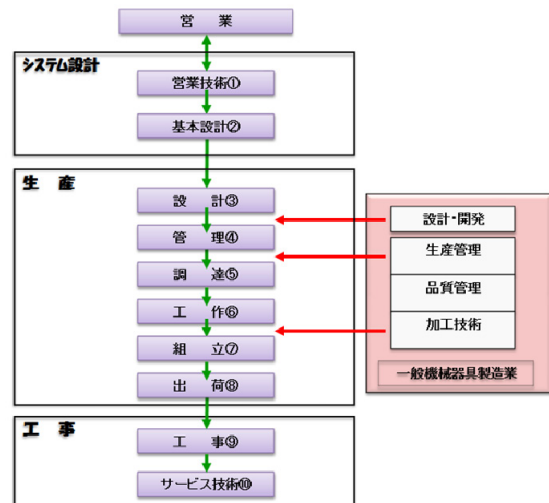 営　業
システム設計
営業技術①
基本設計②
生　産
設　計③
管　理④
調　達⑤
工　作⑥
組　立⑦
出　荷⑧
設計・開発
生産管理
品質管理
加工技術
一般機械器具製造業
工　事
工　事⑨
サービス技術⑩